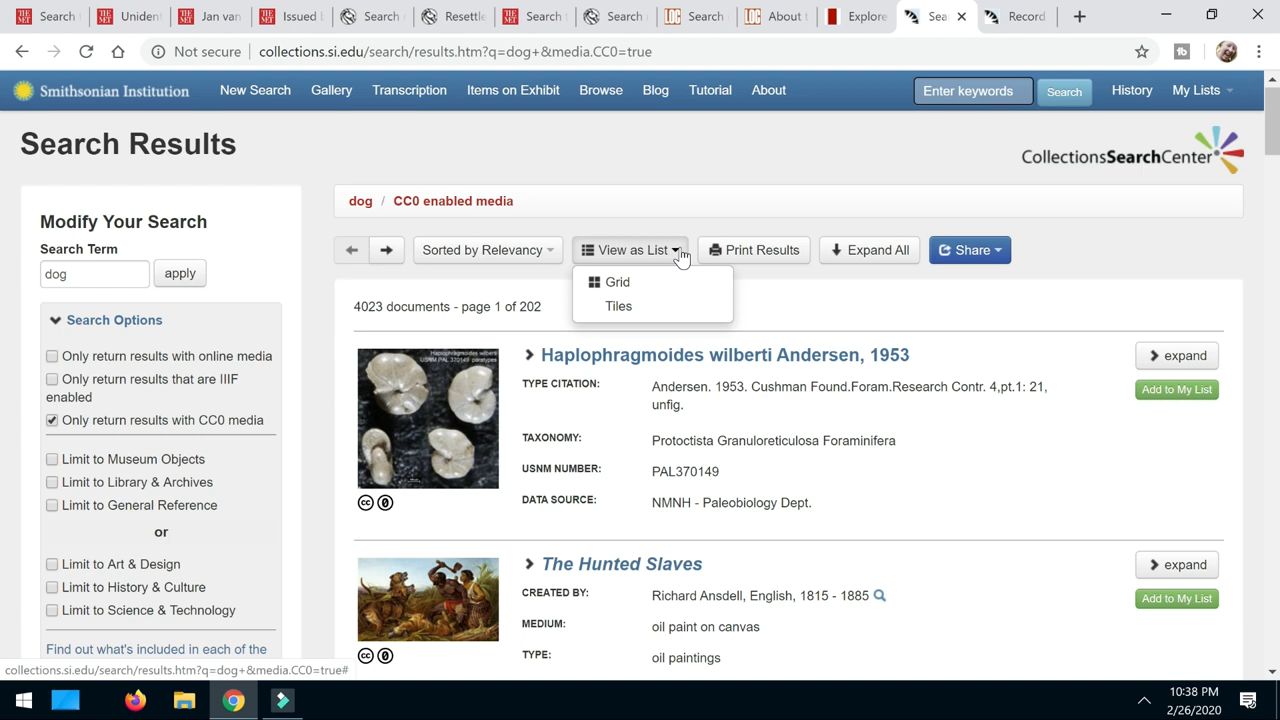 Search
Uniden
Jan van
Issued
Search
Resettle
Search
Search
Search
About
Explore
Sea
Record
Not secure
collections.si.edu/search/results.htm?q=dog+&media.CC0=true
Smithsonian Institution
New Search
Gallery
Transcription
Items on Exhibit
Browse
Blog
Tutorial
About
Enter keywords
Search
History
My Lists
Search Results
CollectionsSearchCenter
Modify Your Search
Search Term
dog
apply
Search Options
Only return results with online media
Only return results that are IIIF
enabled
Only return results with CC0 media
Limit to Museum Objects
Limit to Library & Archives
Limit to General Reference
or
Limit to Art & Design
Limit to History & Culture
Limit to Science & Technology
Find out what's included in each of the
dog / CC0 enabled media
Sorted by Relevancy
View as List
Print Results
Expand All
Share
Grid
Tiles
4023 documents - page 1 of 202
Haplophragmoides wilberti
USNM PAL 370149 paratypes
Haplophragmoides wilberti Andersen, 1953
expand
Add to My List
TYPE CITATION: Andersen. 1953. Cushman Found.Foram.Research Contr. 4,pt.1: 21,
unfig.
TAXONOMY: Protoctista Granuloreticulosa Foraminifera
USNM NUMBER: PAL370149
DATA SOURCE: NMNH - Paleobiology Dept.
cc 0
The Hunted Slaves
expand
Add to My List
CREATED BY: Richard Ansdell, English, 1815 - 1885
MEDIUM: oil paint on canvas
TYPE: oil paintings
cc 0
collections.si.edu/search/results.htm?q=dog+&media.CC0=true#
10:38 PM
2/26/2020